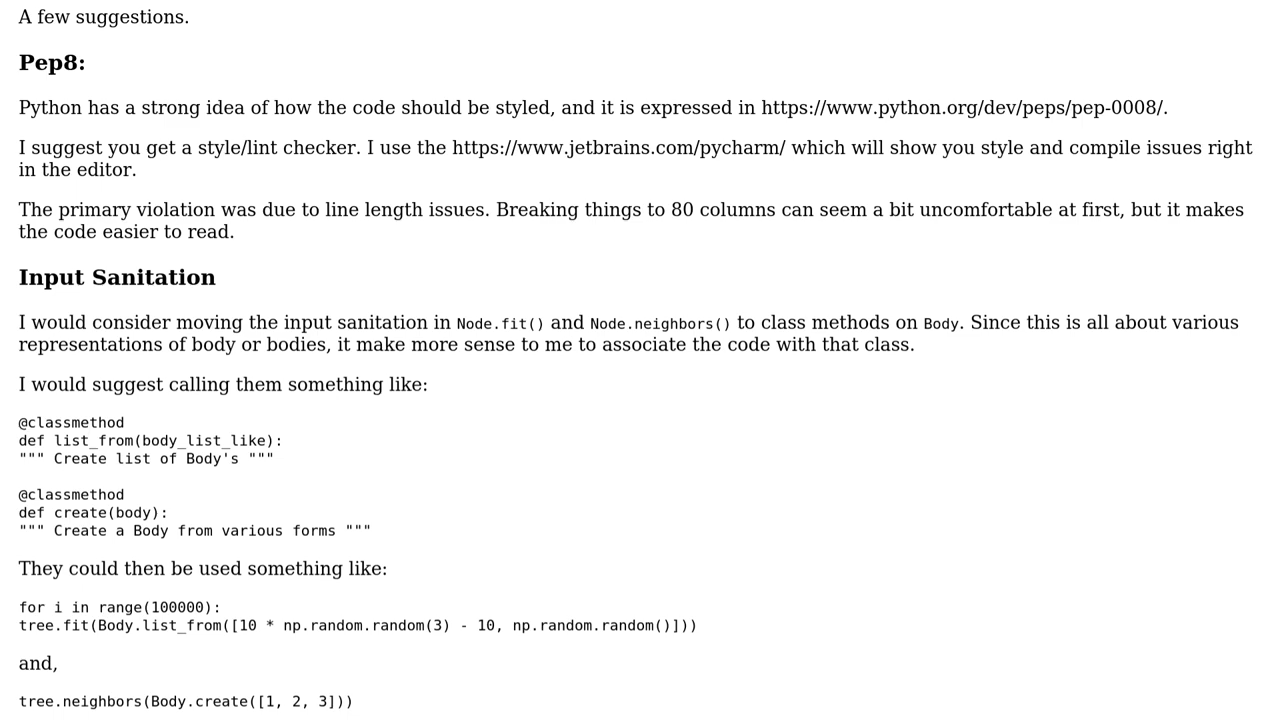 A few suggestions.
Pep8:
Python has a strong idea of how the code should be styled, and it is expressed in https://www.python.org/dev/peps/pep-0008/.
I suggest you get a style/lint checker. I use the https://www.jetbrains.com/pycharm/ which will show you style and compile issues right
in the editor.
The primary violation was due to line length issues. Breaking things to 80 columns can seem a bit uncomfortable at first, but it makes
the code easier to read.
Input Sanitation
I would consider moving the input sanitation in Node.fit() and Node.neighbors() to class methods on Body. Since this is all about various
representations of body or bodies, it make more sense to me to associate the code with that class.
I would suggest calling them something like:
@classmethod
def list_from(body_list_like):
""" Create list of Body's """
@classmethod
def create(body):
""" Create a Body from various forms """
They could then be used something like:
for i in range(100000):
tree.fit(Body.list_from([10 * np.random.random(3) - 10, np.random.random()]))
and,
tree.neighbors(Body.create([1, 2, 3]))